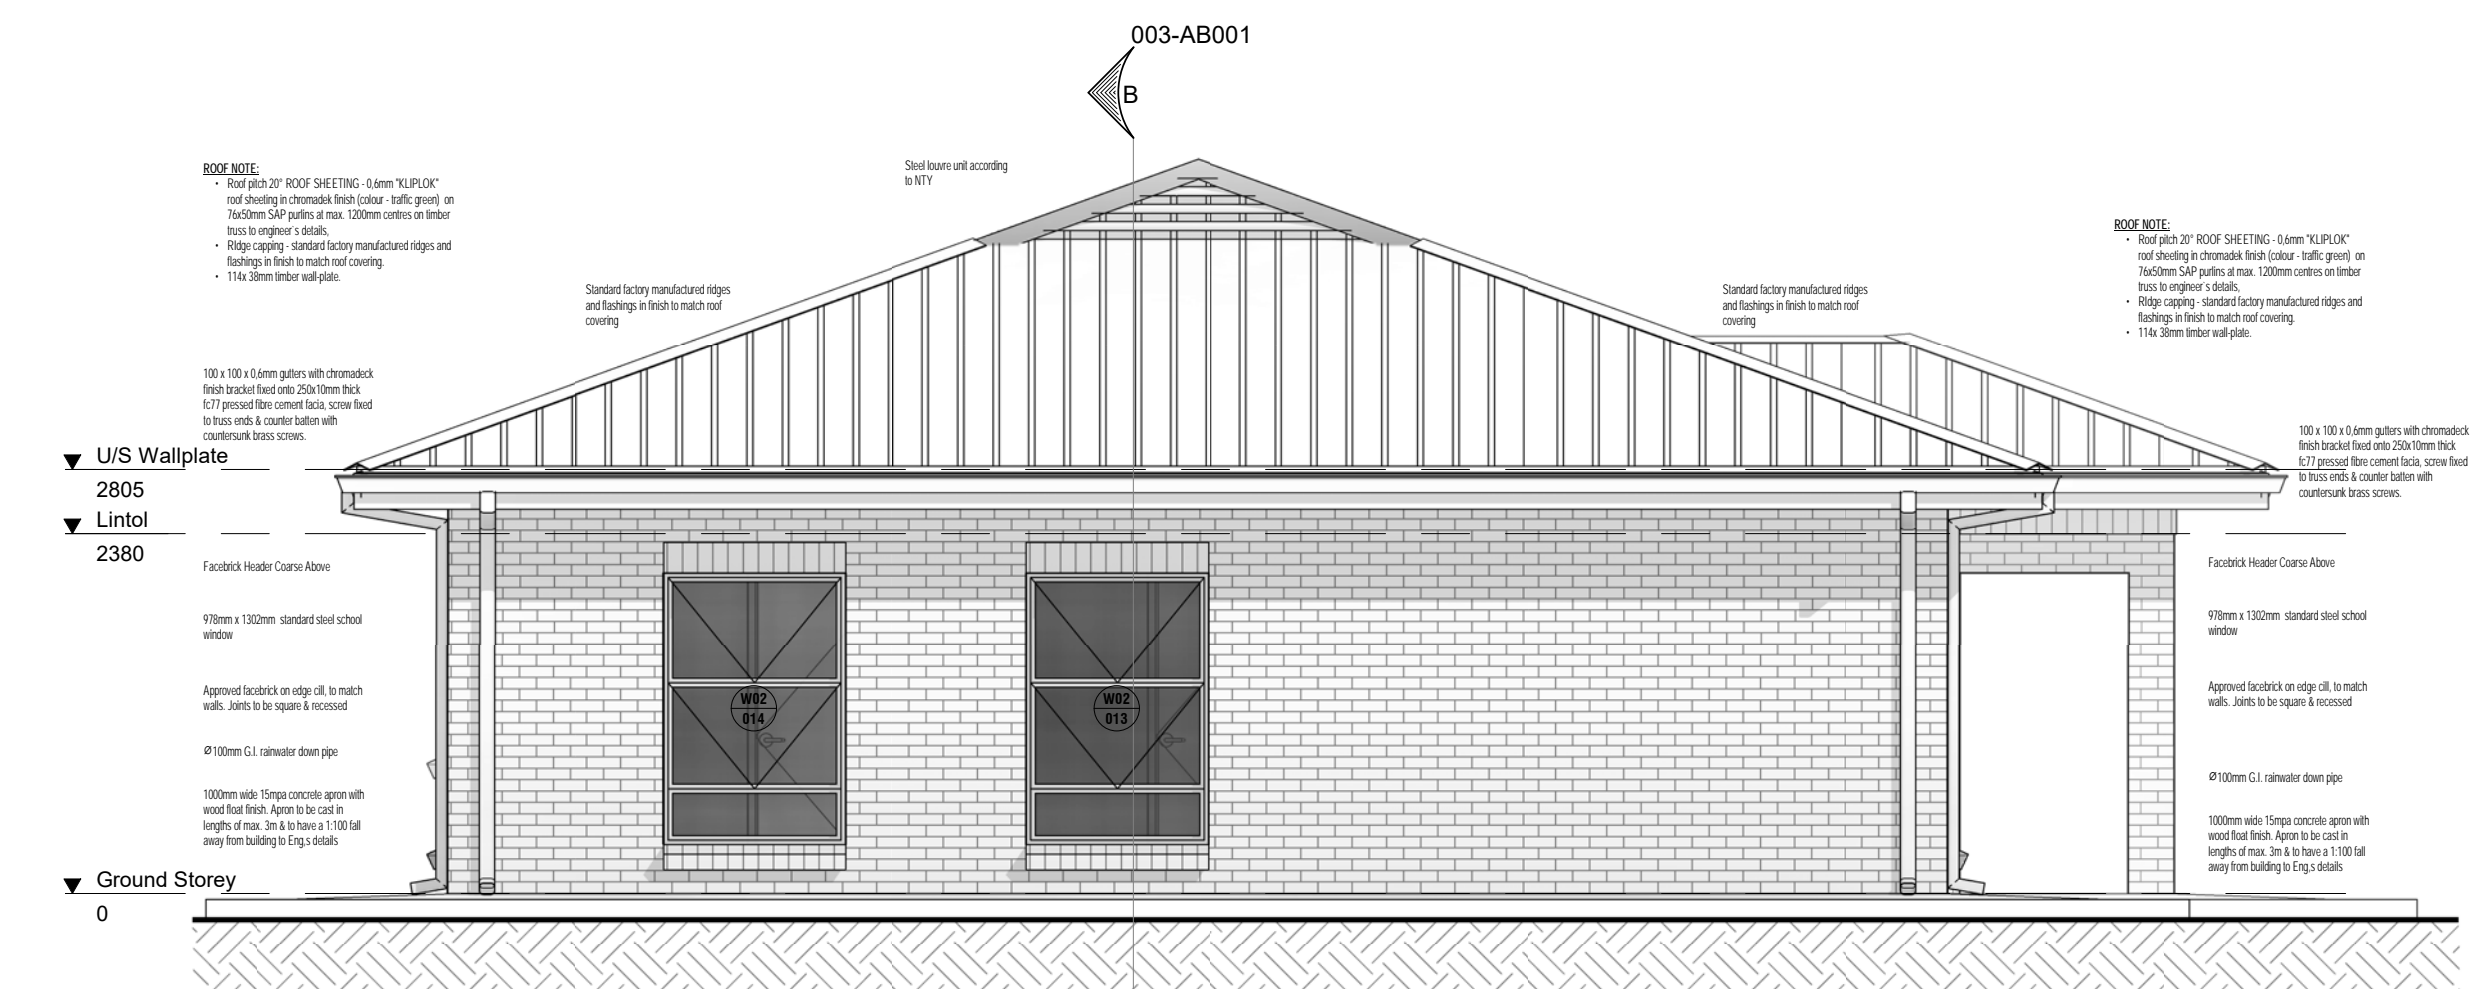 003-AB001
B
ROOF NOTE:
• Roof pitch 20° ROOF SHEETING - 0,6mm "KLIPLOK"
roof sheeting in chromadek finish (colour - traffic green) on
76x50mm SAP purlins at max. 1200mm centres on timber
truss to engineer`s details,
• RIdge capping - standard factory manufactured ridges and
flashings in finish to match roof covering.
• 114x 38mm timber wall-plate.
Steel louvre unit according
to NTY
ROOF NOTE:
• Roof pitch 20° ROOF SHEETING - 0,6mm "KLIPLOK"
roof sheeting in chromadek finish (colour - traffic green) on
76x50mm SAP purlins at max. 1200mm centres on timber
truss to engineer`s details,
• RIdge capping - standard factory manufactured ridges and
flashings in finish to match roof covering.
• 114x 38mm timber wall-plate.
Standard factory manufactured ridges
and flashings in finish to match roof
covering
Standard factory manufactured ridges
and flashings in finish to match roof
covering
100 x 100 x 0,6mm gutters with chromadeck
finish bracket fixed onto 250x10mm thick
fc77 pressed fibre cement facia, screw fixed
to truss ends & counter batten with
countersunk brass screws.
100 x 100 x 0,6mm gutters with chromadeck
finish bracket fixed onto 250x10mm thick
fc77 pressed fibre cement facia, screw fixed
to truss ends & counter batten with
countersunk brass screws.
U/S Wallplate
2805
Lintol
2380
Facebrick Header Coarse Above
978mm x 1302mm standard steel school
window
Approved facebrick on edge cill, to match
walls. Joints to be square & recessed
Ø100mm G.I. rainwater down pipe
1000mm wide 15mpa concrete apron with
wood float finish. Apron to be cast in
lengths of max. 3m & to have a 1:100 fall
away from building to Eng,s details
W02
014
W02
013
Facebrick Header Coarse Above
978mm x 1302mm standard steel school
window
Approved facebrick on edge cill, to match
walls. Joints to be square & recessed
Ø100mm G.I. rainwater down pipe
1000mm wide 15mpa concrete apron with
wood float finish. Apron to be cast in
lengths of max. 3m & to have a 1:100 fall
away from building to Eng,s details
Ground Storey
0